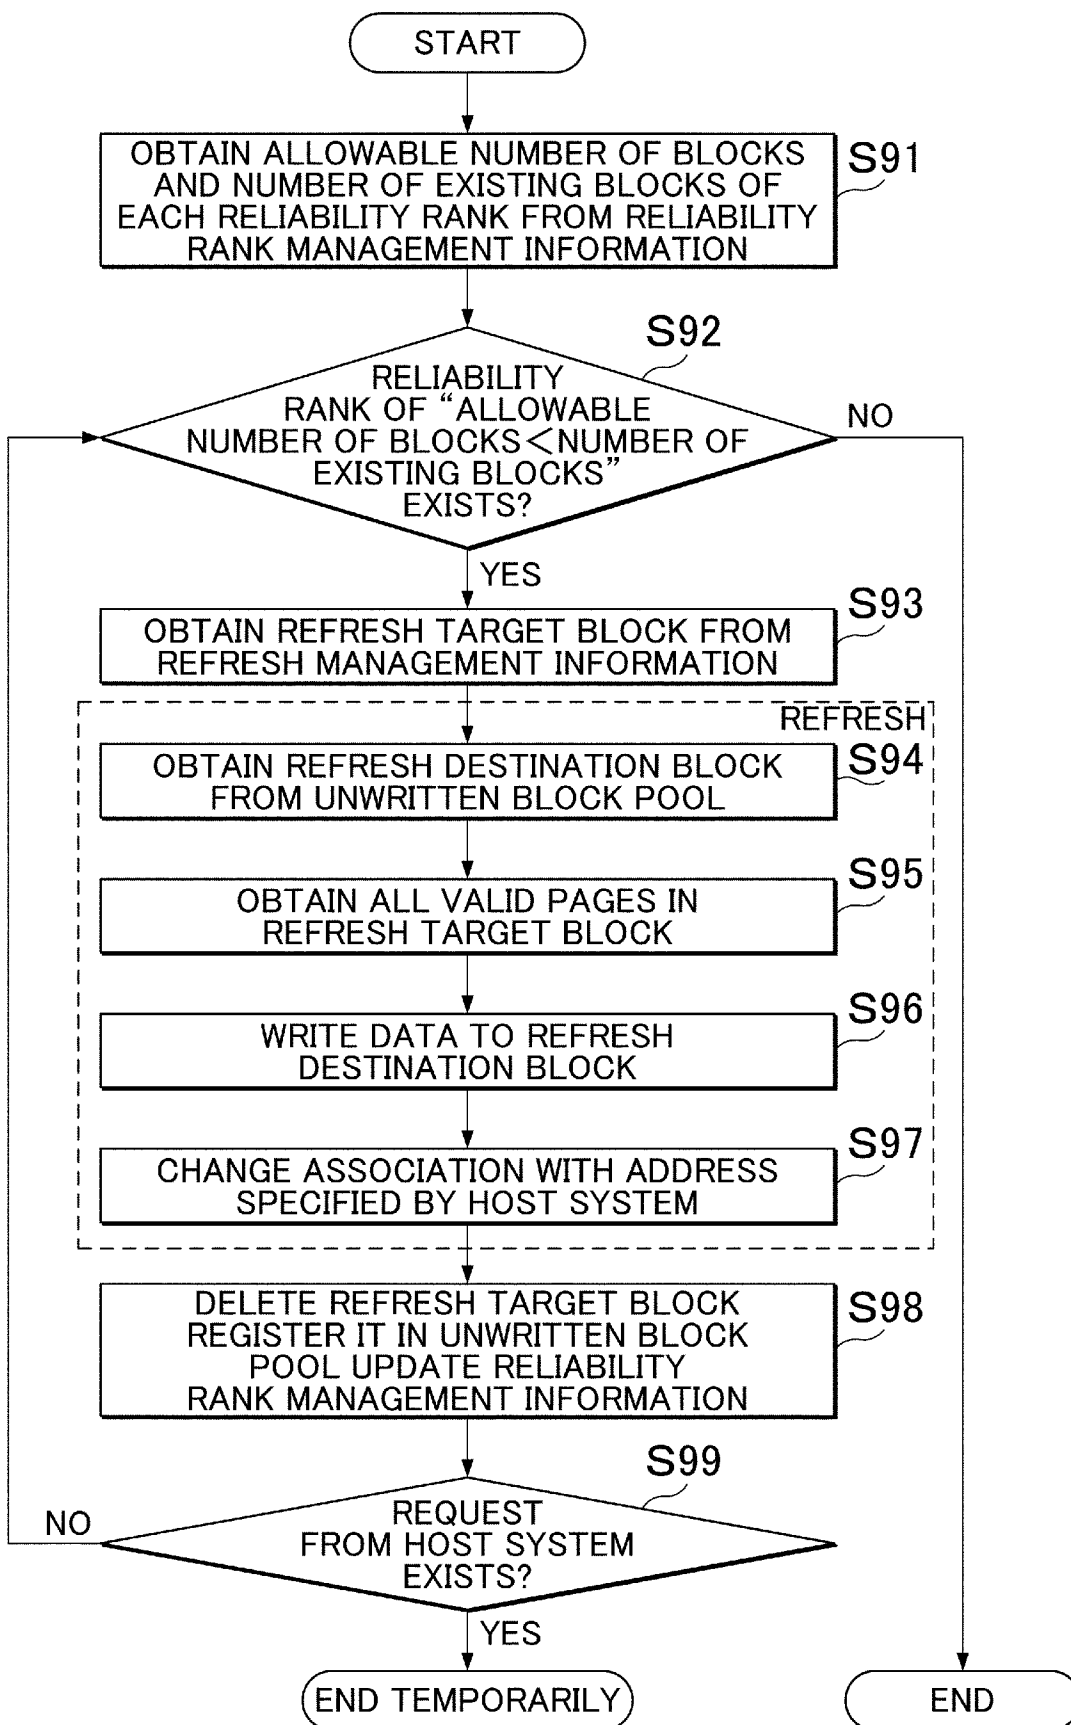 START
OBTAIN ALLOWABLE NUMBER OF BLOCKS
AND NUMBER OF EXISTING BLOCKS OF
EACH RELIABILITY RANK FROM RELIABILITY
RANK MANAGEMENT INFORMATION
S91
S92
RELIABILITY
RANK OF “ALLOWABLE
NUMBER OF BLOCKS<NUMBER OF
EXISTING BLOCKS”
EXISTS?
NO
YES
S93
OBTAIN REFRESH TARGET BLOCK FROM
REFRESH MANAGEMENT INFORMATION
REFRESH
S94
OBTAIN REFRESH DESTINATION BLOCK
FROM UNWRITTEN BLOCK POOL
S95
OBTAIN ALL VALID PAGES IN
REFRESH TARGET BLOCK
S96
WRITE DATA TO REFRESH
DESTINATION BLOCK
S97
CHANGE ASSOCIATION WITH ADDRESS
SPECIFIED BY HOST SYSTEM
S98
DELETE REFRESH TARGET BLOCK
REGISTER IT IN UNWRITTEN BLOCK
POOL UPDATE RELIABILITY
RANK MANAGEMENT INFORMATION
S99
REQUEST
FROM HOST SYSTEM
EXISTS?
NO
YES
END TEMPORARILY
END